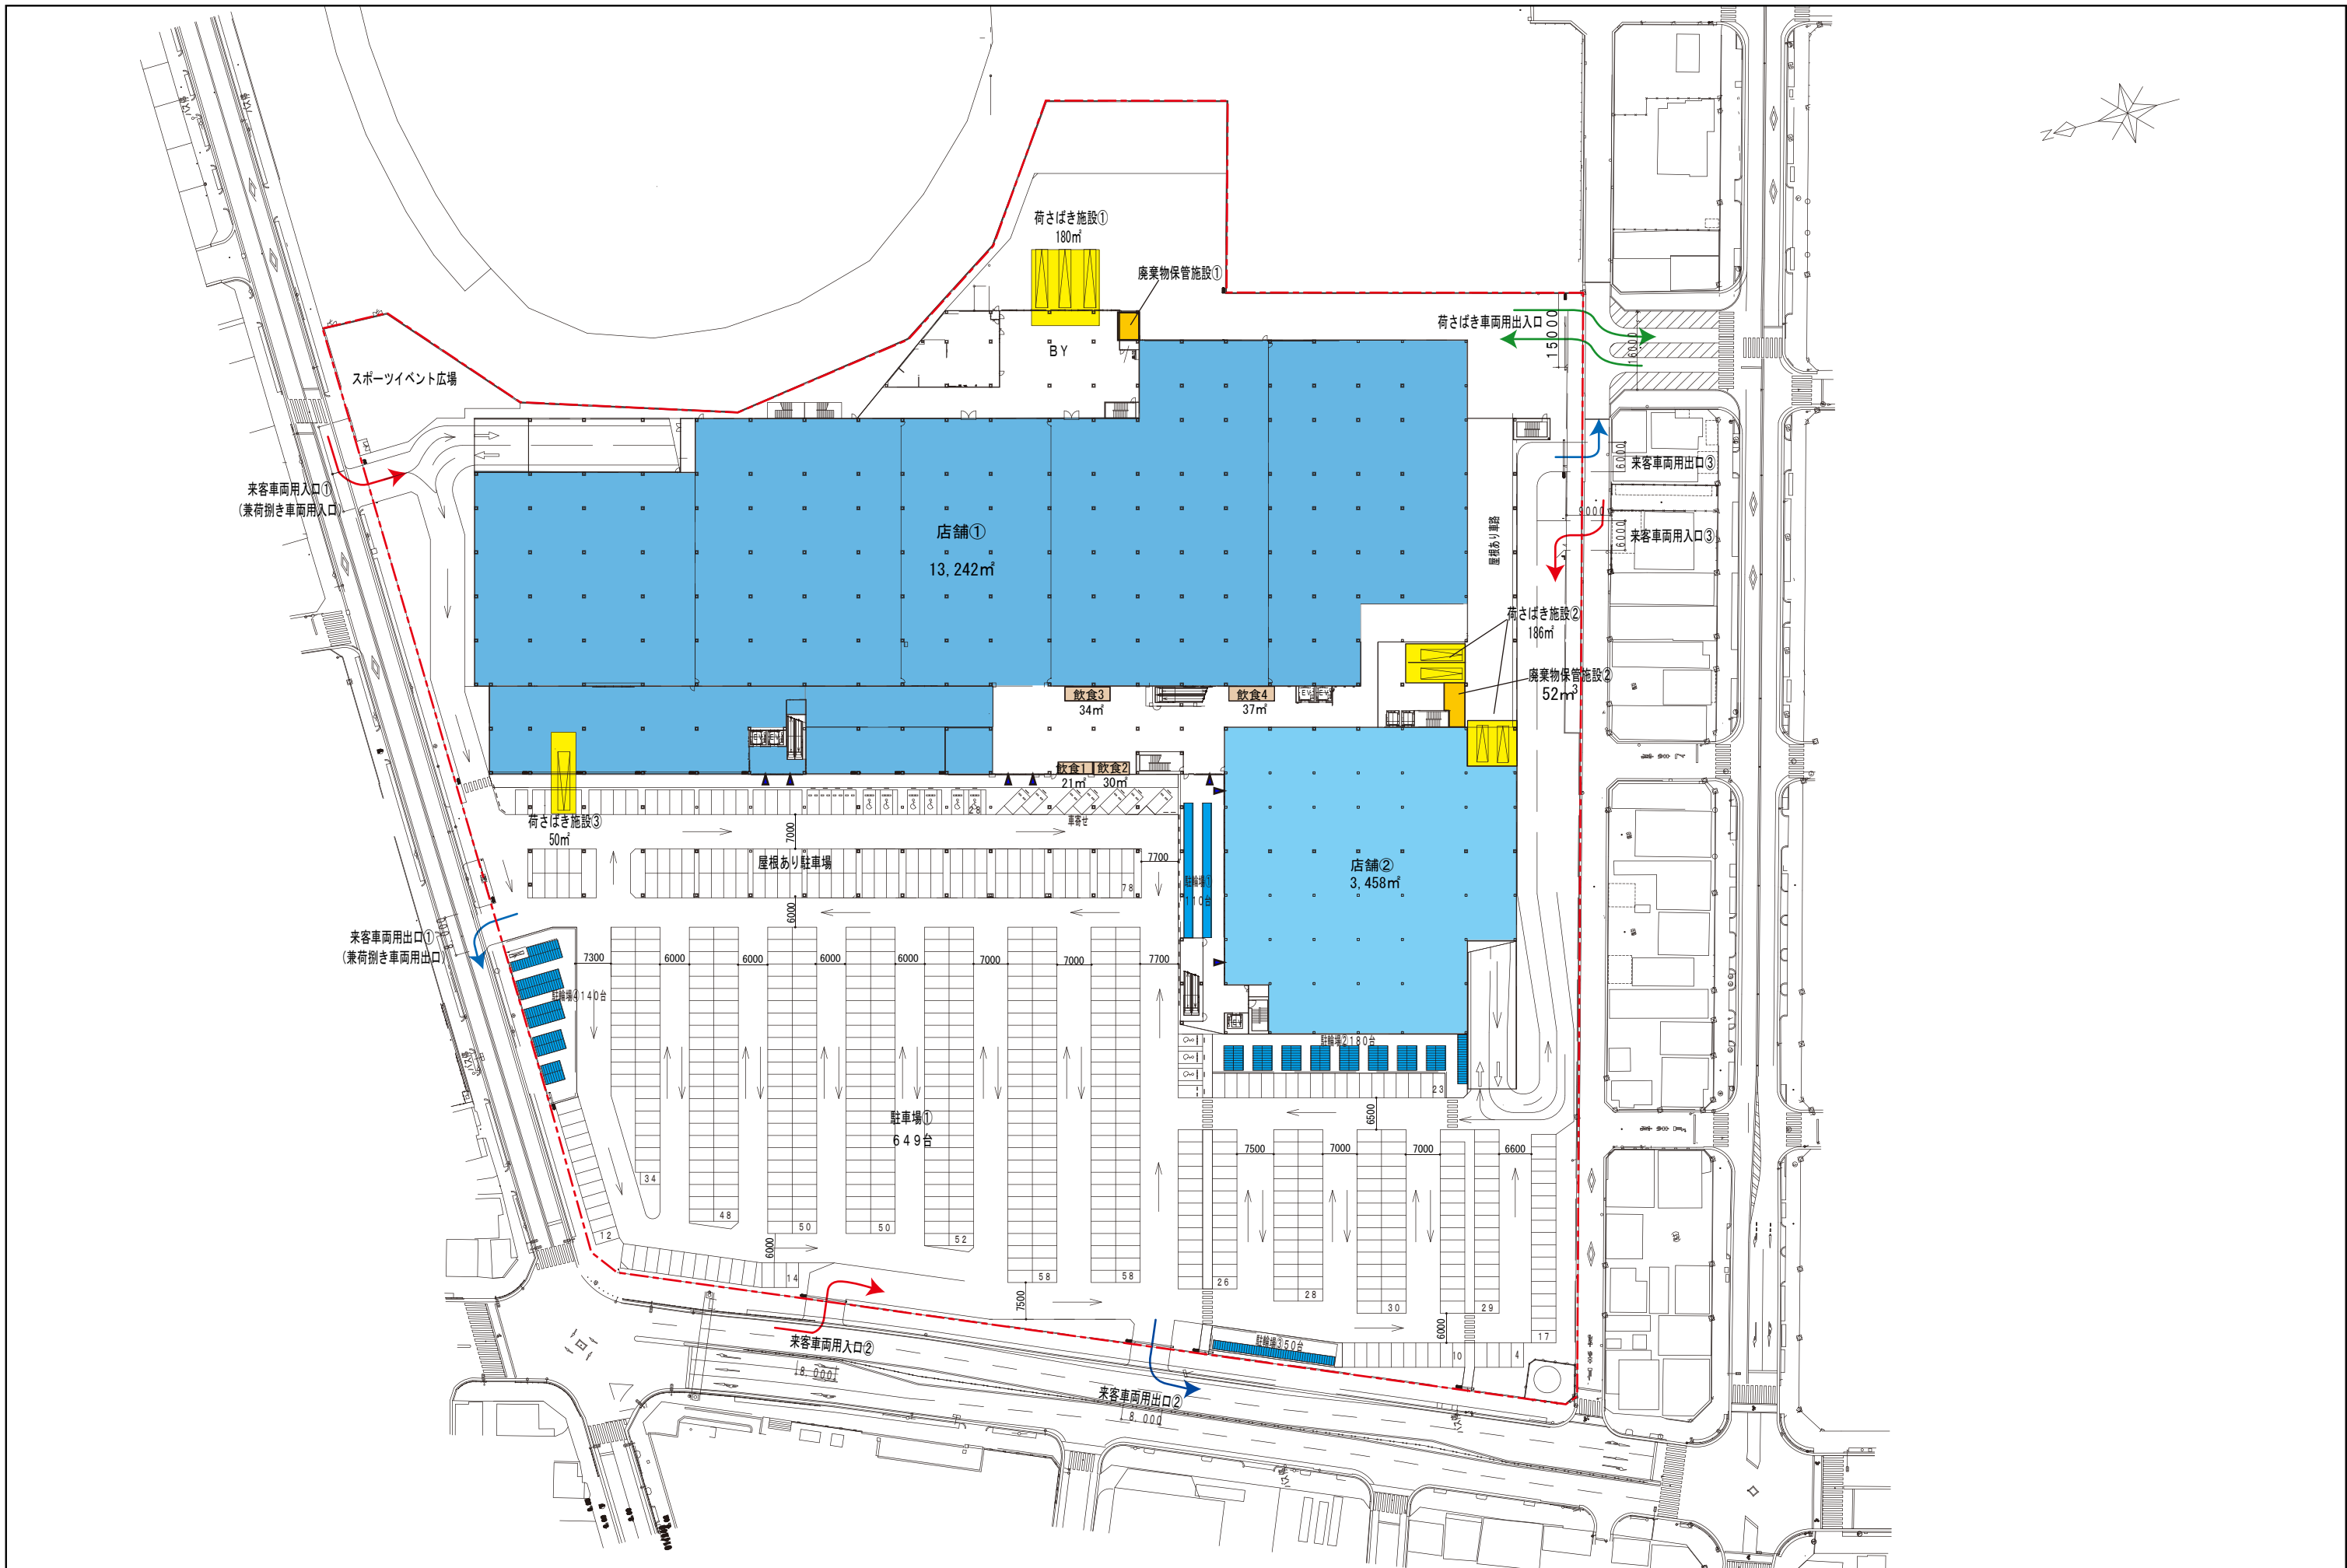 N
荷さばき施設①
180㎡
廃棄物保管施設①
荷さばき車両用出入口
15000
16000
BY
スポーツイベント広場
来客車両用入口①
(兼荷捌き車両用入口)
店舗①
13,242㎡
屋根あり車路
6000
来客車両用出口③
9000
6000
来客車両用入口③
荷さばき施設②
186㎡
廃棄物保管施設②
52㎥
飲食3
34㎡
飲食4
37㎡
EV
EV
飲食1
21㎡
飲食2
30㎡
28
車寄せ
荷さばき施設③
50㎡
7000
屋根あり駐車場
78
7700
6000
駐輪場①
110台
店舗②
3,458㎡
来客車両用出口①
(兼荷捌き車両用出口)
7300
6000
6000
6000
6000
7000
7000
7700
駐輪場④140台
駐輪場2180台
23
駐車場①
649台
6500
7500
7000
7000
6600
34
48
50
50
52
58
58
12
14
6000
7500
26
28
30
29
17
6000
10
4
駐輪場③50台
来客車両用入口②
8,000
来客車両用出口②
8,000